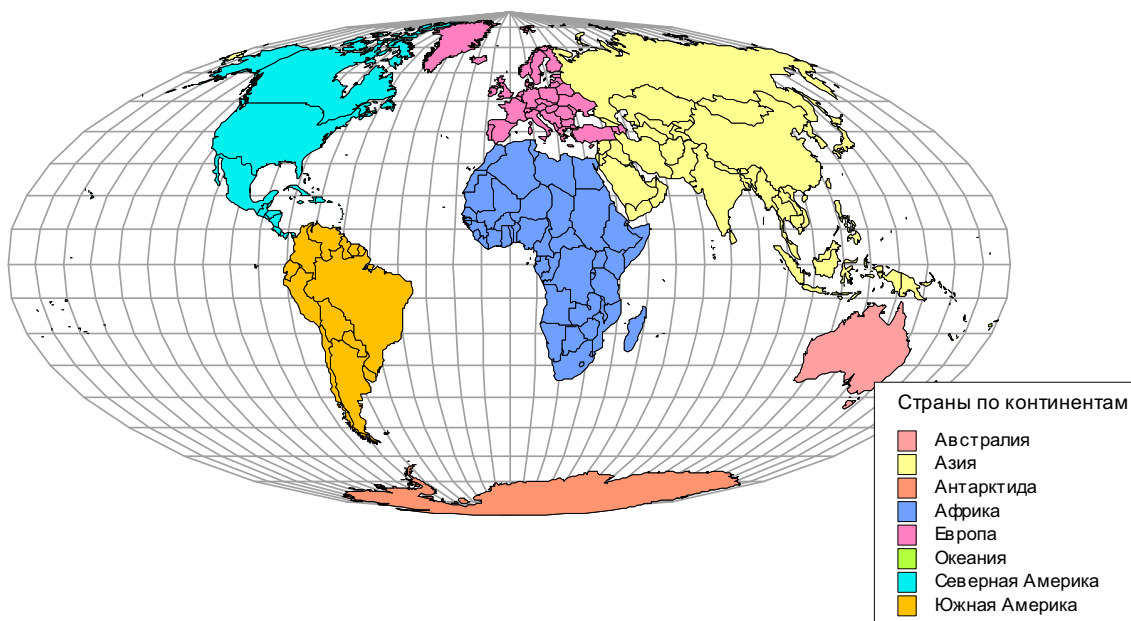 Страны по континентам
Австралия
Азия
Антарктида
Африка
Европа
Океания
Северная Америка
Южная Америка